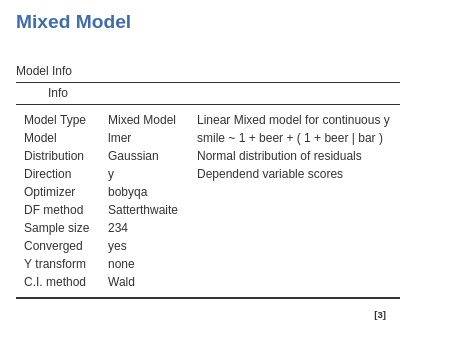 Mixed Model
Model Info
Info
Model Type Mixed Model Linear Mixed model for continuous y
Model lmer smile ~ 1 + beer + ( 1 + beer | bar )
Distribution Gaussian Normal distribution of residuals
Direction y Dependend variable scores
Optimizer bobyqa
DF method Satterthwaite
Sample size 234
Converged yes
Y transform none
C.I. method Wald
[3]